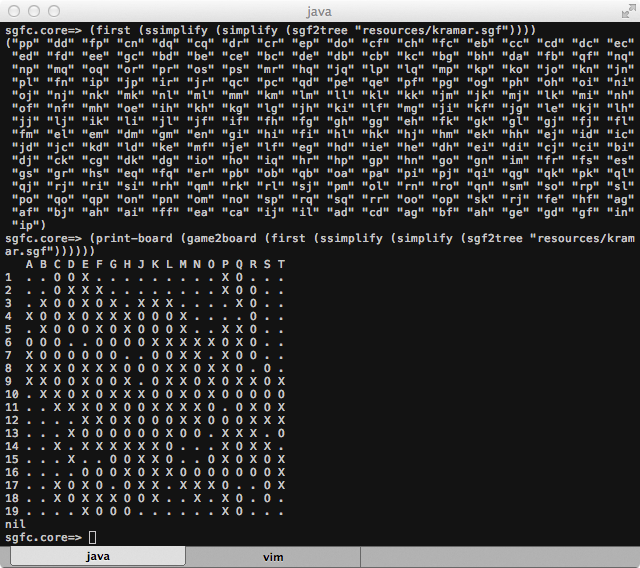 java
sgfc.core=> (first (ssimplify (simplify (sgf2tree "resources/kramar.sgf"))))
("pp" "dd" "fp" "cn" "dq" "cq" "dr" "cr" "ep" "do" "cf" "ch" "fc" "eb" "cc" "cd" "dc" "ec"
"ed" "fd" "ee" "gc" "bd" "be" "ce" "bc" "de" "db" "cb" "kc" "bg" "bh" "da" "fb" "qf" "nq"
"np" "mq" "oq" "or" "pr" "os" "ps" "mr" "hq" "jq" "lp" "lq" "mp" "kp" "ko" "jo" "kn" "jn"
"pl" "fn" "ip" "jp" "ir" "jr" "qc" "pc" "qd" "pe" "qe" "pf" "pg" "og" "ph" "oh" "oi" "ni"
"oj" "nj" "nk" "mk" "nl" "ml" "mm" "km" "lm" "ll" "kl" "kk" "jm" "jk" "mj" "lk" "mi" "nh"
"of" "nf" "mh" "oe" "ih" "kh" "kg" "lg" "jh" "ki" "lf" "mg" "ji" "kf" "jg" "le" "kj" "lh"
"jj" "lj" "ik" "li" "jl" "jf" "if" "fh" "fg" "gh" "gg" "eh" "fk" "gk" "gl" "gj" "fj" "fl"
"fm" "el" "em" "dm" "gm" "en" "gi" "hi" "fi" "hl" "hk" "hj" "hm" "ek" "hh" "ej" "id" "ic"
"jd" "jc" "kd" "ld" "ke" "mf" "je" "lf" "eg" "hd" "ie" "he" "dh" "ei" "di" "cj" "ci" "bi"
"dj" "ck" "cg" "dk" "dg" "io" "ho" "iq" "hr" "hp" "gp" "hn" "go" "gn" "im" "fr" "fs" "es"
"gs" "gr" "hs" "eq" "fq" "er" "pb" "ob" "qb" "oa" "pa" "pi" "pj" "qi" "qg" "qk" "pk" "ql"
"qj" "rj" "ri" "si" "rh" "qm" "rk" "rl" "sj" "pm" "ol" "rn" "ro" "qn" "sm" "so" "rp" "sl"
"po" "qo" "qp" "on" "pn" "om" "no" "sp" "rq" "sq" "rr" "oo" "op" "sk" "rj" "fe" "hf" "ag"
"af" "bj" "ah" "ai" "ff" "ea" "ca" "ij" "il" "ad" "cd" "ag" "bf" "ah" "ge" "gd" "gf" "in"
"ip")
sgfc.core=> (print-board (game2board (first (ssimplify (simplify (sgf2tree "resources/kram
ar.sgf"))))))
A B C D E F G H J K L M N O P Q R S T
1 . . O O X . . . . . . . . . X O . . .
2 . . O X X X . . . . . . . . X O O . .
3 . X O O X O X . X X X . . . X X O . .
4 X O O X O X O O O O X . . . . O O . .
5 . X O O O X O X O O X . . X X O . . .
6 O O . . O O O O X X X X X X O X O . .
7 X O O O O O . . O O X X . X O O . . .
8 X X X X O X X X O X O X X O X . O . .
9 X X X O O X X . O X X O X O X X X O X
10 . X X O X O X O X X X O O O O O O O O
11 . . X X X O X O O X X X X O . O O O X
12 . . . . X X O X O O X O O X O O X X X
13 . . . X O O O O O O X O O . X X X . O
14 . . X . X X X X X X O . . . X O X X .
15 . . . X . . O O X X O . . O X O X O X
16 . . . . O O O X O X X O O O O O O O X
17 . . X O X O . O X X . X X X . O O O X
18 . . X O X X X O O X . . X . X O . O .
19 . . . . X O O O . . . . . . X O . . .
nil
sgfc.core=>
java vim